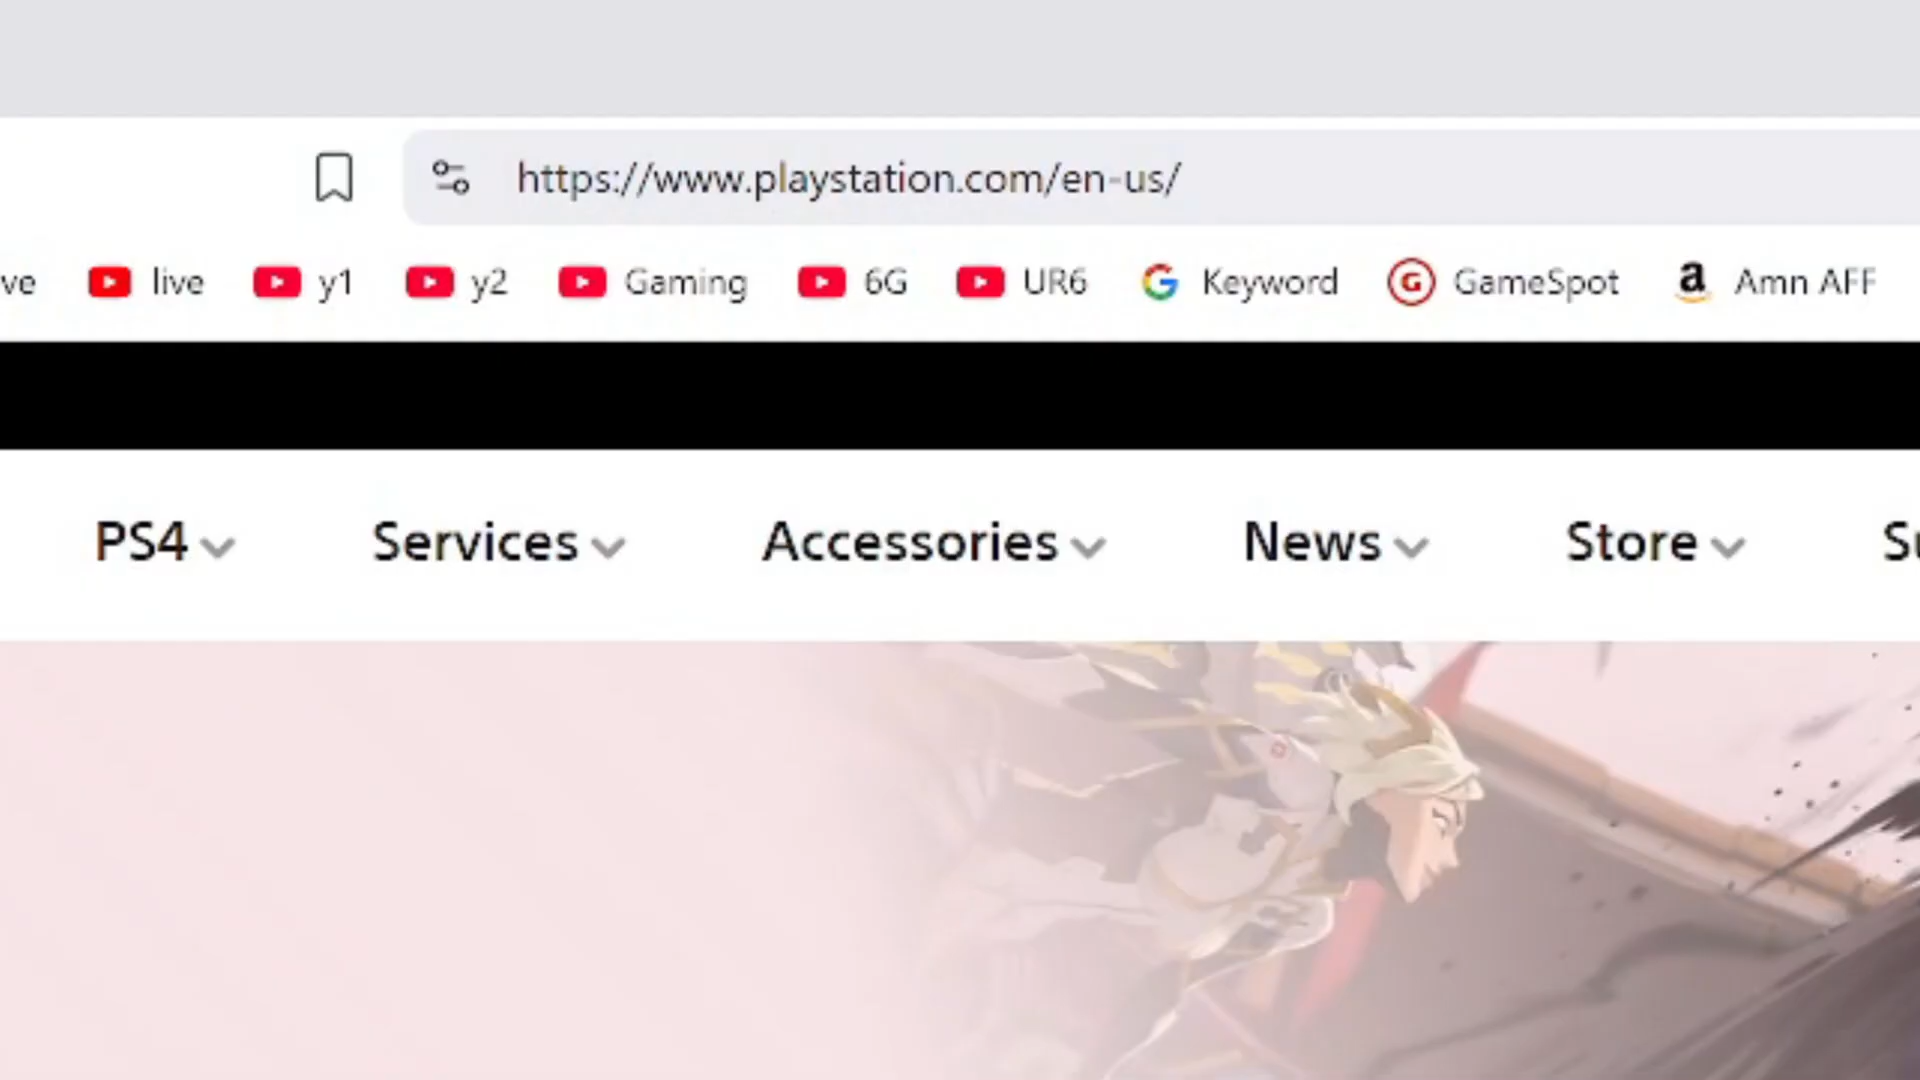 https://www.playstation.com/en-us/
ve live y1 y2 Gaming 6G UR6 Keyword GameSpot Amn AFF
PS4 Services Accessories News Store Su